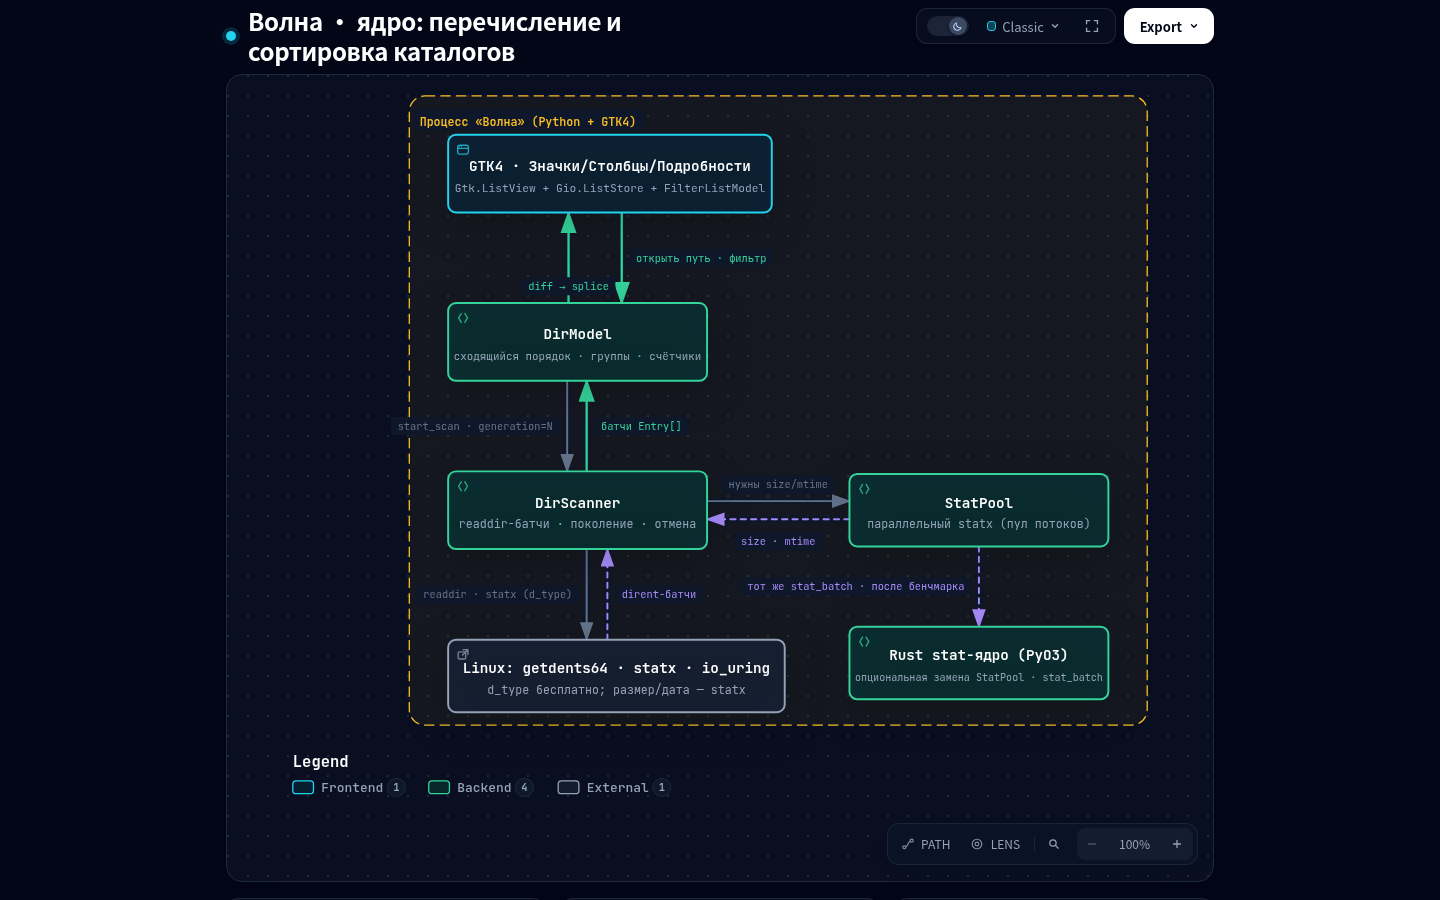 Волна · ядро: перечисление и
сортировка каталогов
Classic
Export
Процесс «Волна» (Python + GTK4)
GTK4 · Значки/Столбцы/Подробности
Gtk.ListView + Gio.ListStore + FilterListModel
открыть путь · фильтр
diff → splice
DirModel
сходящийся порядок · группы · счётчики
start_scan · generation=N
батчи Entry[]
DirScanner
readdir-батчи · поколение · отмена
нужны size/mtime
size · mtime
StatPool
параллельный statx (пул потоков)
readdir · statx (d_type)
dirent-батчи
тот же stat_batch · после бенчмарка
Linux: getdents64 · statx · io_uring
d_type бесплатно; размер/дата — statx
Rust stat-ядро (PyO3)
опциональная замена StatPool · stat_batch
Legend
Frontend 1
Backend 4
External 1
PATH
LENS
− 100% +